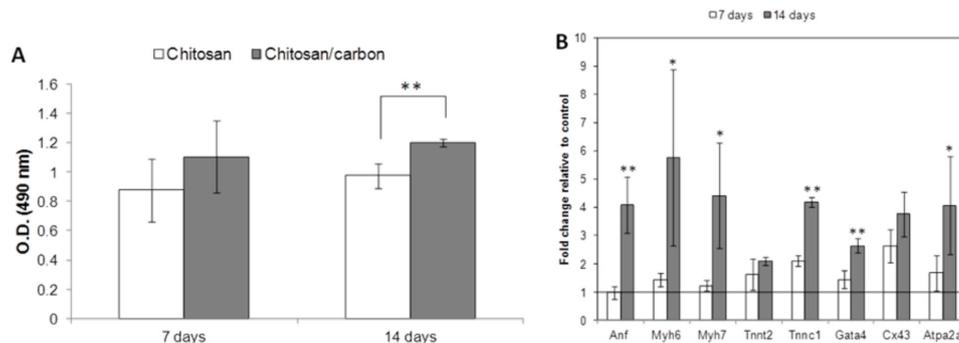 A
Chitosan Chitosan/carbon
O.D. (490 nm)
1.6
1.4
1.2
1
0.8
0.6
0.4
0.2
0
**
7 days 14 days
B
7 days 14 days
Fold change relative to control
10
9
8
7
6
5
4
3
2
1
0
** * * ** ** *
Anf Myh6 Myh7 Tnnt2 Tnnc1 Gata4 Cx43 Atpa2a